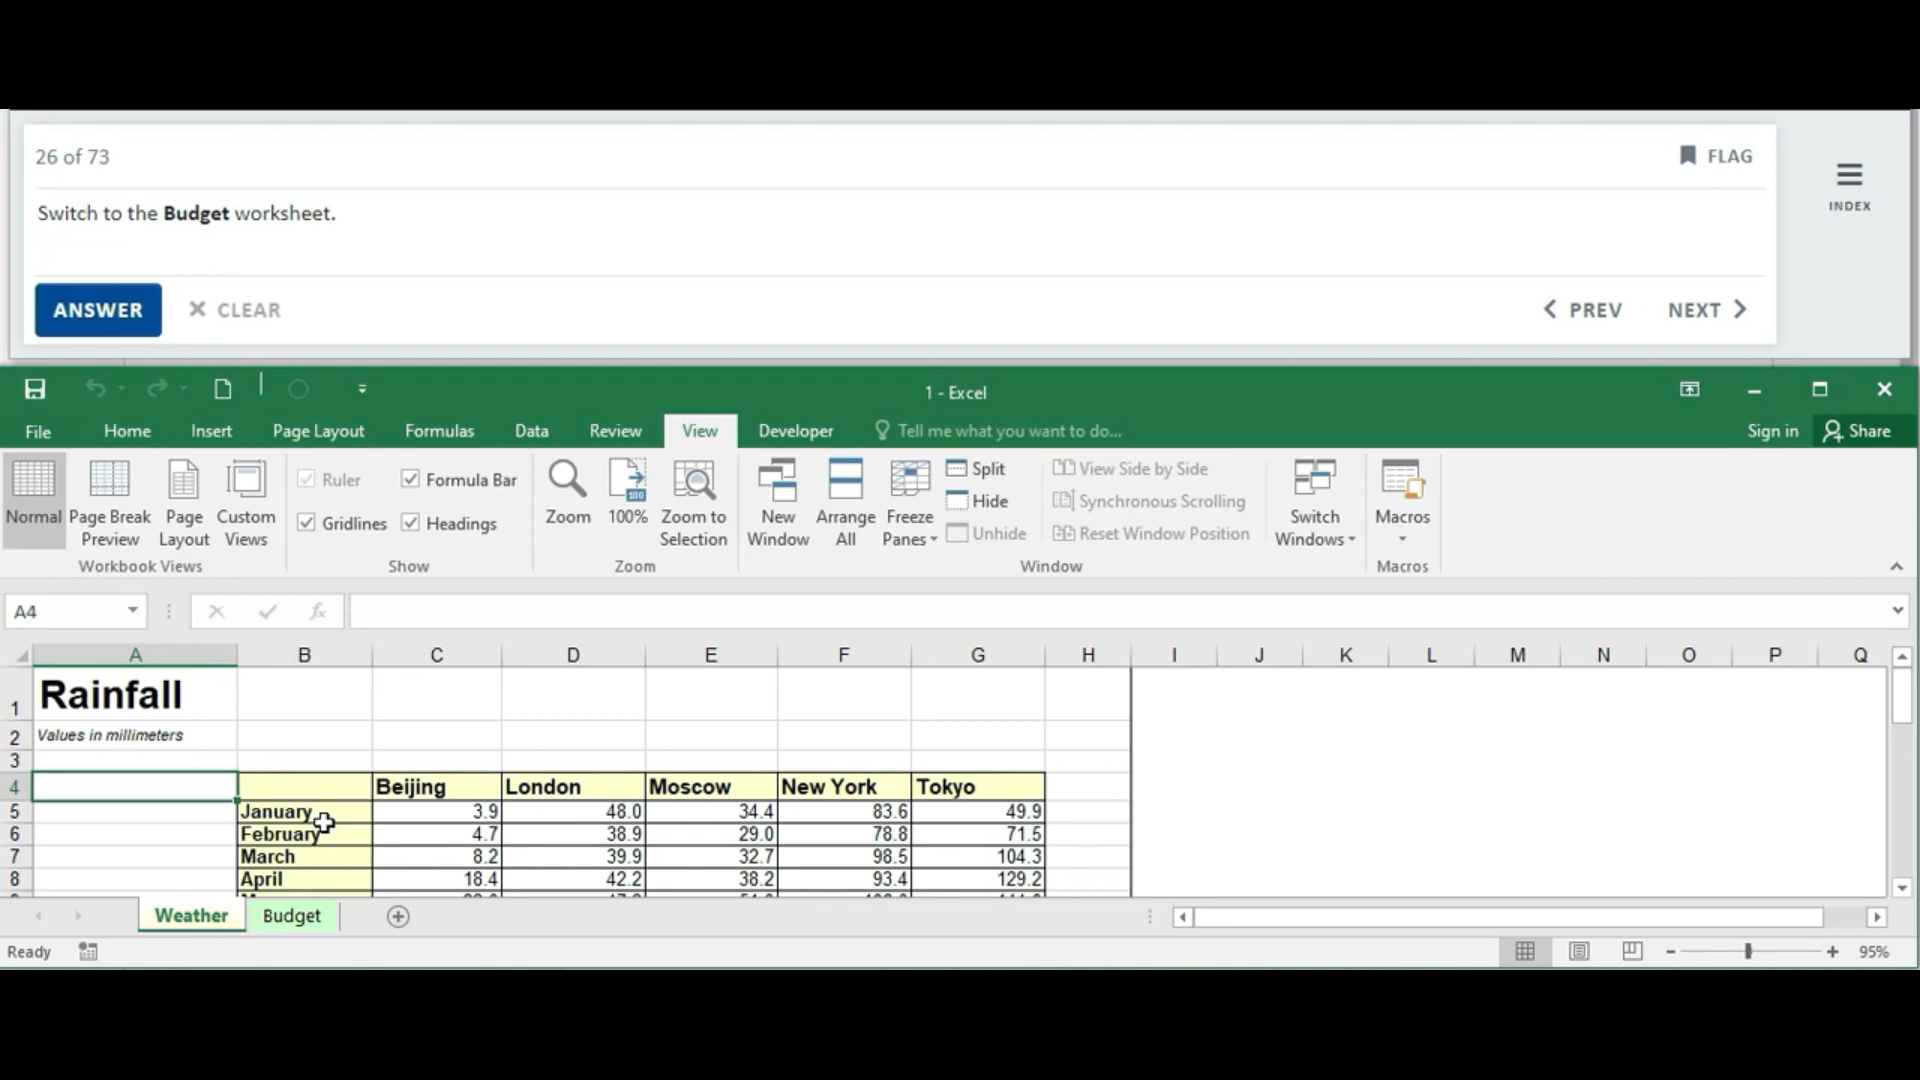 26 of 73
FLAG
INDEX
Switch to the Budget worksheet.
ANSWER
CLEAR
PREV
NEXT
1 - Excel
File Home Insert Page Layout Formulas Data Review View Developer Tell me what you want to do... Sign in Share
Normal
Page Break Preview
Page Layout
Custom Views
Workbook Views
Ruler
Formula Bar
Gridlines
Headings
Show
Zoom
100
100%
Zoom to Selection
Zoom
New Window
Arrange All
Freeze Panes
Split
Hide
Unhide
View Side by Side
Synchronous Scrolling
Reset Window Position
Switch Windows
Window
Macros
Macros
A4
fx
A B C D E F G H I J K L M N O P Q
1 Rainfall
2 Values in millimeters
3
4 Beijing London Moscow New York Tokyo
5 January 3.9 48.0 34.4 83.6 49.9
6 February 4.7 38.9 29.0 78.8 71.5
7 March 8.2 39.9 32.7 98.5 104.3
8 April 18.4 42.2 38.2 93.4 129.2
Weather Budget
Ready
95%